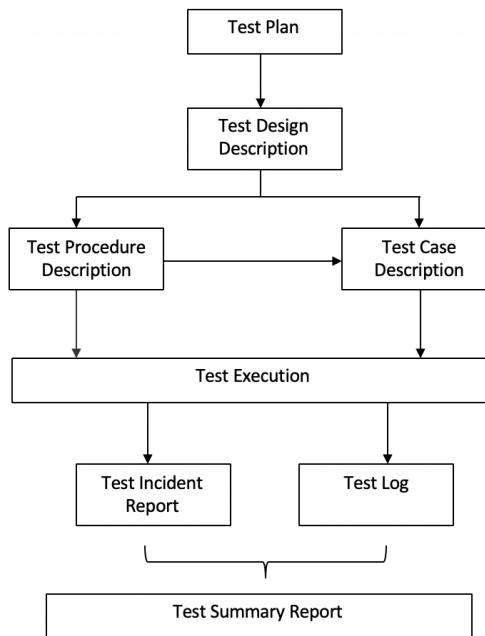 Test Plan
Test Design
Description
Test Procedure
Description
Test Case
Description
Test Execution
Test Incident
Report
Test Log
Test Summary Report